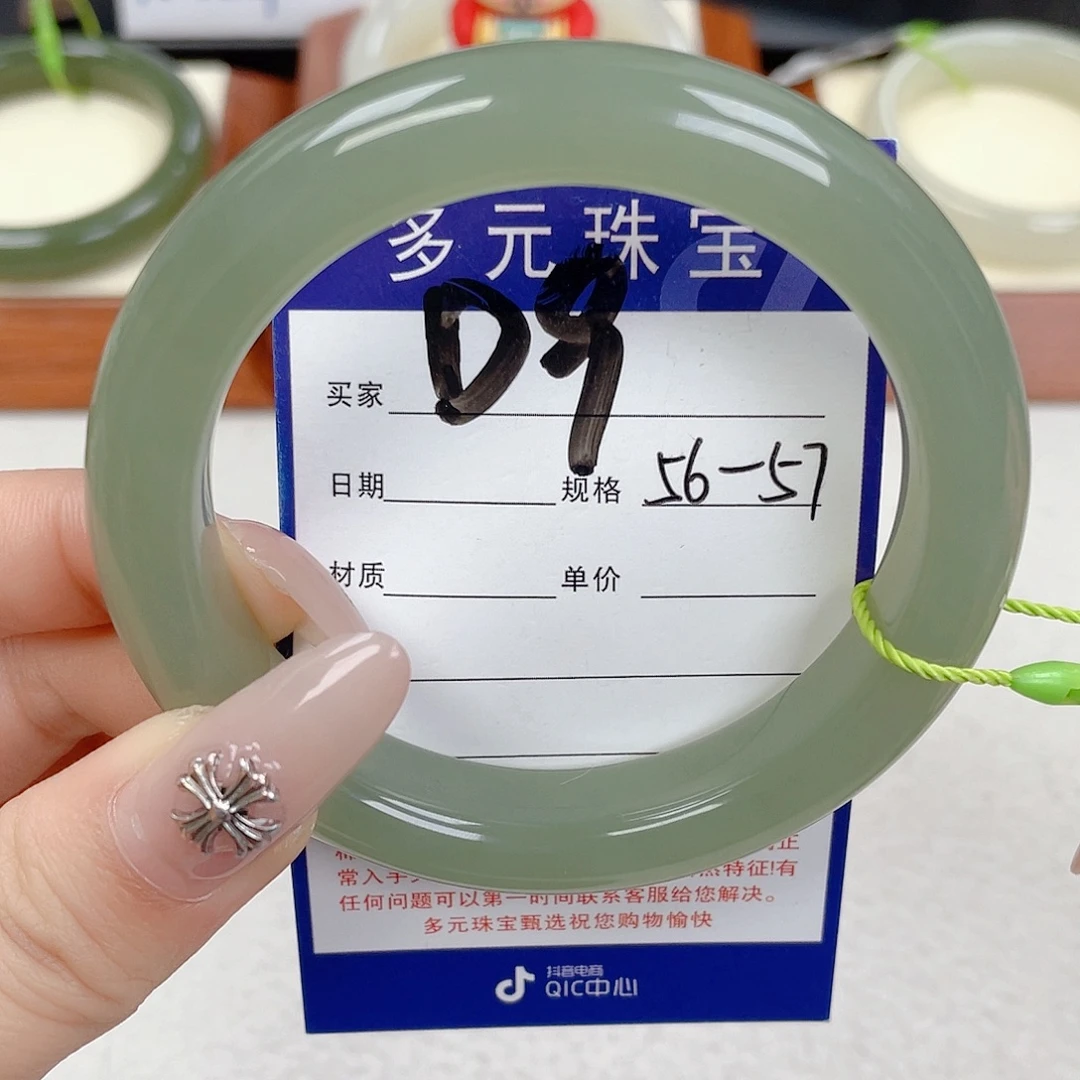 多元珠宝
D9
买家
日期 规格 56-57
材质 单价
常入手 特征!有
任何问题可以第一时间联系客服给您解决。
多元珠宝甄选祝您购物愉快
抖音电商
QIC中心